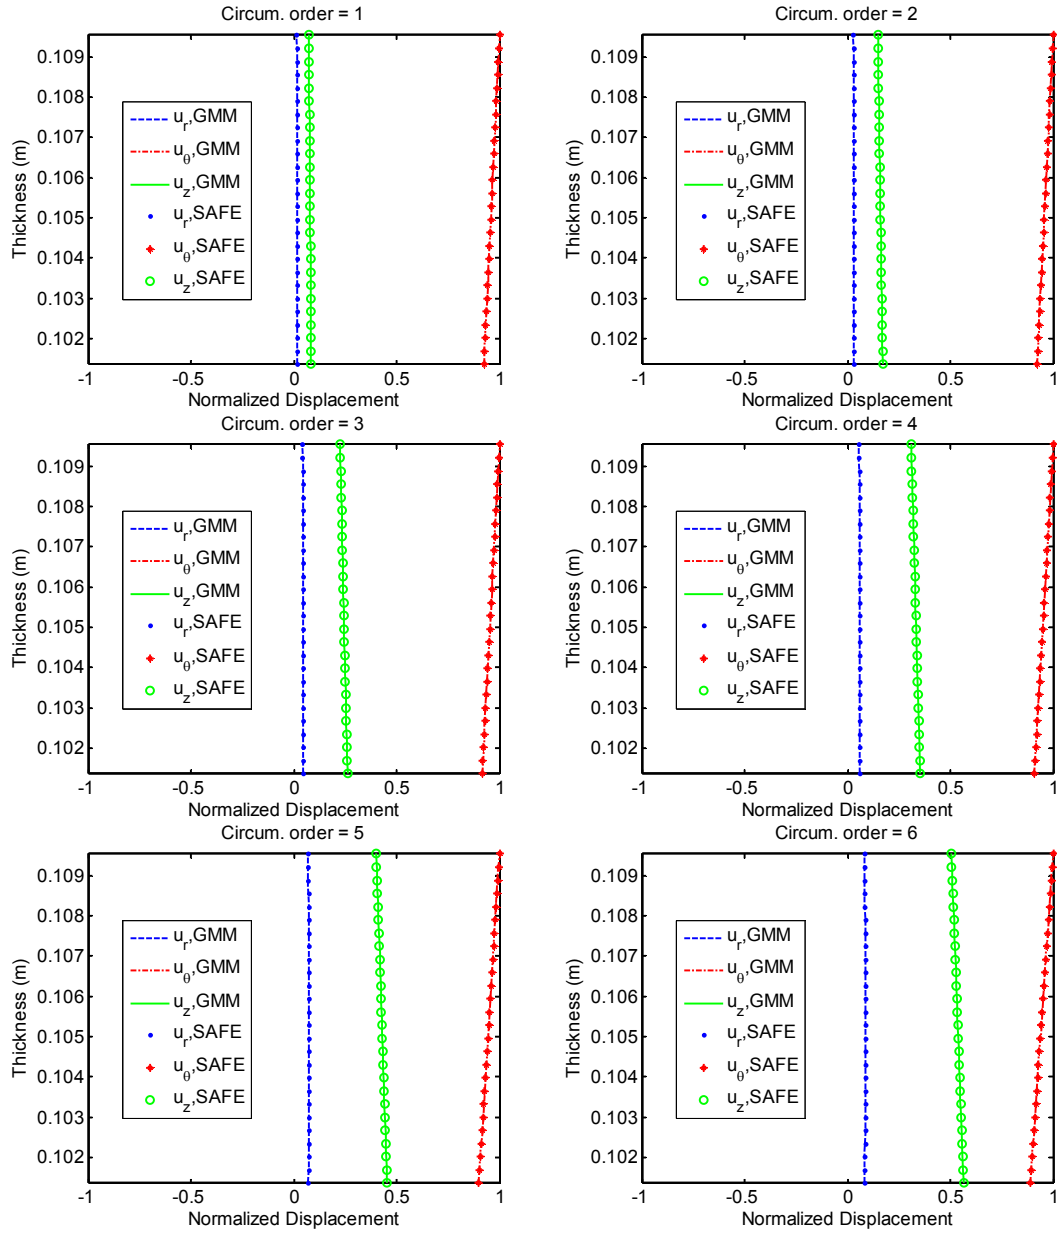 Circum. order = 1
0.109
0.108
0.107
0.106
0.105
0.104
0.103
0.102
Thickness (m)
u_r,GMM
u_θ,GMM
u_z,GMM
u_r,SAFE
u_θ,SAFE
u_z,SAFE
-1 -0.5 0 0.5 1
Normalized Displacement
Circum. order = 2
0.109
0.108
0.107
0.106
0.105
0.104
0.103
0.102
Thickness (m)
u_r,GMM
u_θ,GMM
u_z,GMM
u_r,SAFE
u_θ,SAFE
u_z,SAFE
-1 -0.5 0 0.5 1
Normalized Displacement
Circum. order = 3
0.109
0.108
0.107
0.106
0.105
0.104
0.103
0.102
Thickness (m)
u_r,GMM
u_θ,GMM
u_z,GMM
u_r,SAFE
u_θ,SAFE
u_z,SAFE
-1 -0.5 0 0.5 1
Normalized Displacement
Circum. order = 4
0.109
0.108
0.107
0.106
0.105
0.104
0.103
0.102
Thickness (m)
u_r,GMM
u_θ,GMM
u_z,GMM
u_r,SAFE
u_θ,SAFE
u_z,SAFE
-1 -0.5 0 0.5 1
Normalized Displacement
Circum. order = 5
0.109
0.108
0.107
0.106
0.105
0.104
0.103
0.102
Thickness (m)
u_r,GMM
u_θ,GMM
u_z,GMM
u_r,SAFE
u_θ,SAFE
u_z,SAFE
-1 -0.5 0 0.5 1
Normalized Displacement
Circum. order = 6
0.109
0.108
0.107
0.106
0.105
0.104
0.103
0.102
Thickness (m)
u_r,GMM
u_θ,GMM
u_z,GMM
u_r,SAFE
u_θ,SAFE
u_z,SAFE
-1 -0.5 0 0.5 1
Normalized Displacement